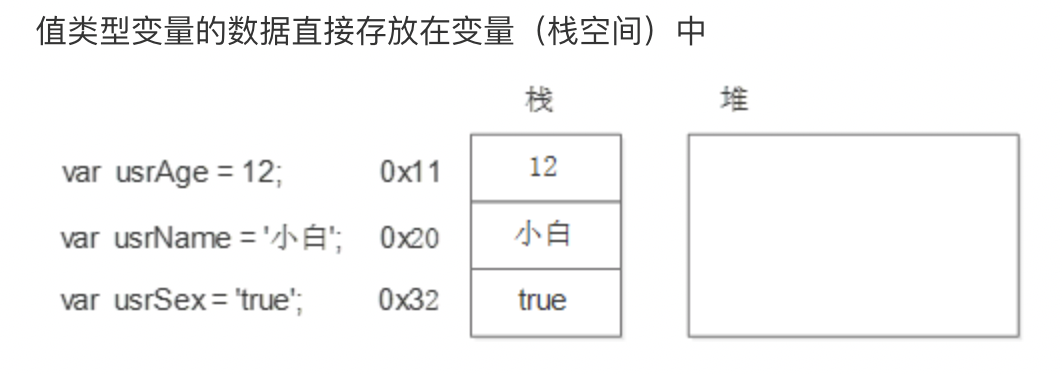 值类型变量的数据直接存放在变量（栈空间）中
栈 堆
var usrAge = 12; 0x11 12
var usrName = '小白'; 0x20 小白
var usrSex = 'true'; 0x32 true